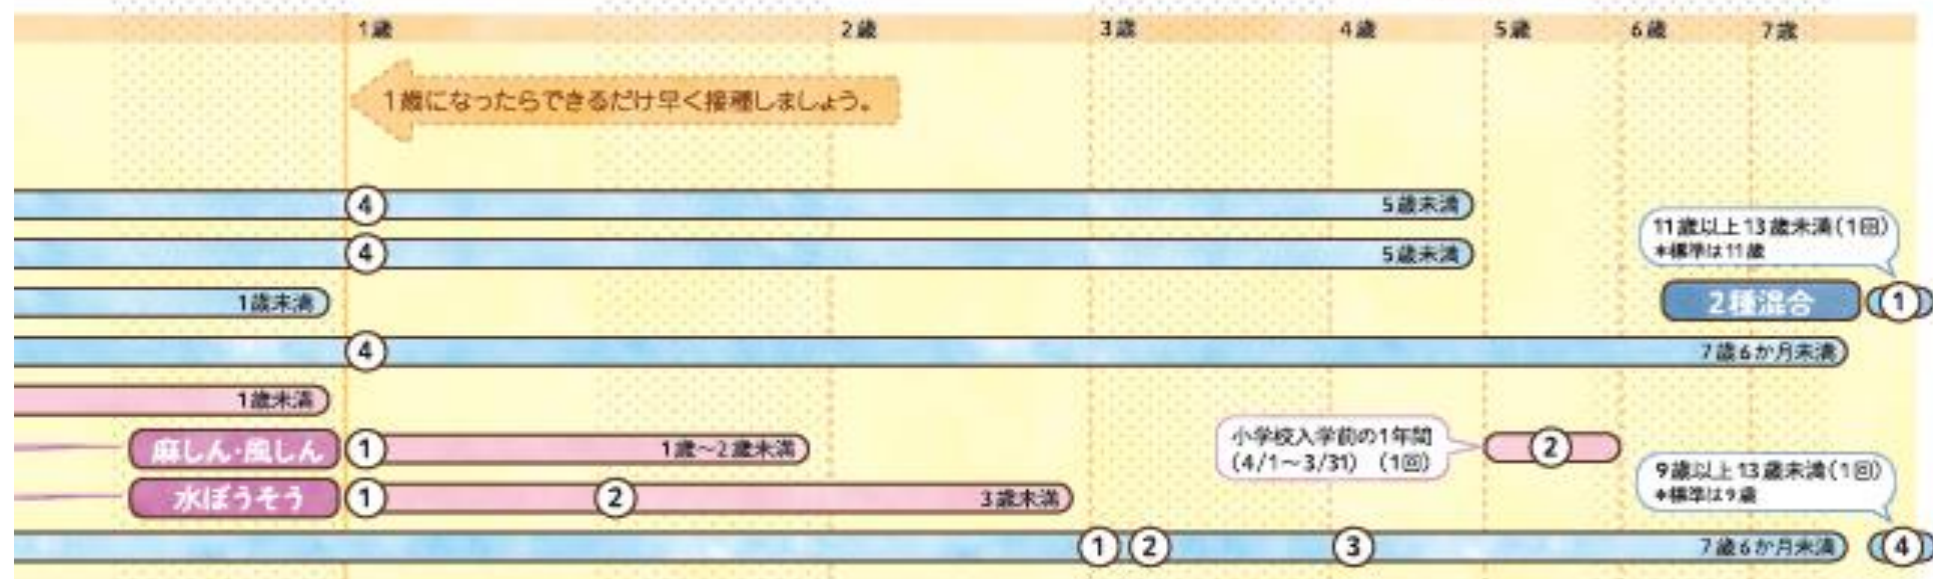 1歳 2歳 3歳 4歳 5歳 6歳 7歳
1歳になったらできるだけ早く接種しましょう。
④ 5歳未満
④ 5歳未満
11歳以上13歳未満(1回)
*標準は11歳
1歳未満 2種混合 ①
④ 7歳6か月未満
1歳未満
麻しん・風しん ① 1歳～2歳未満
小学校入学前の1年間
(4/1～3/31) (1回)
②
水ぼうそう ① ② 3歳未満
9歳以上13歳未満(1回)
*標準は9歳
① ② ③ 7歳6か月未満 ④